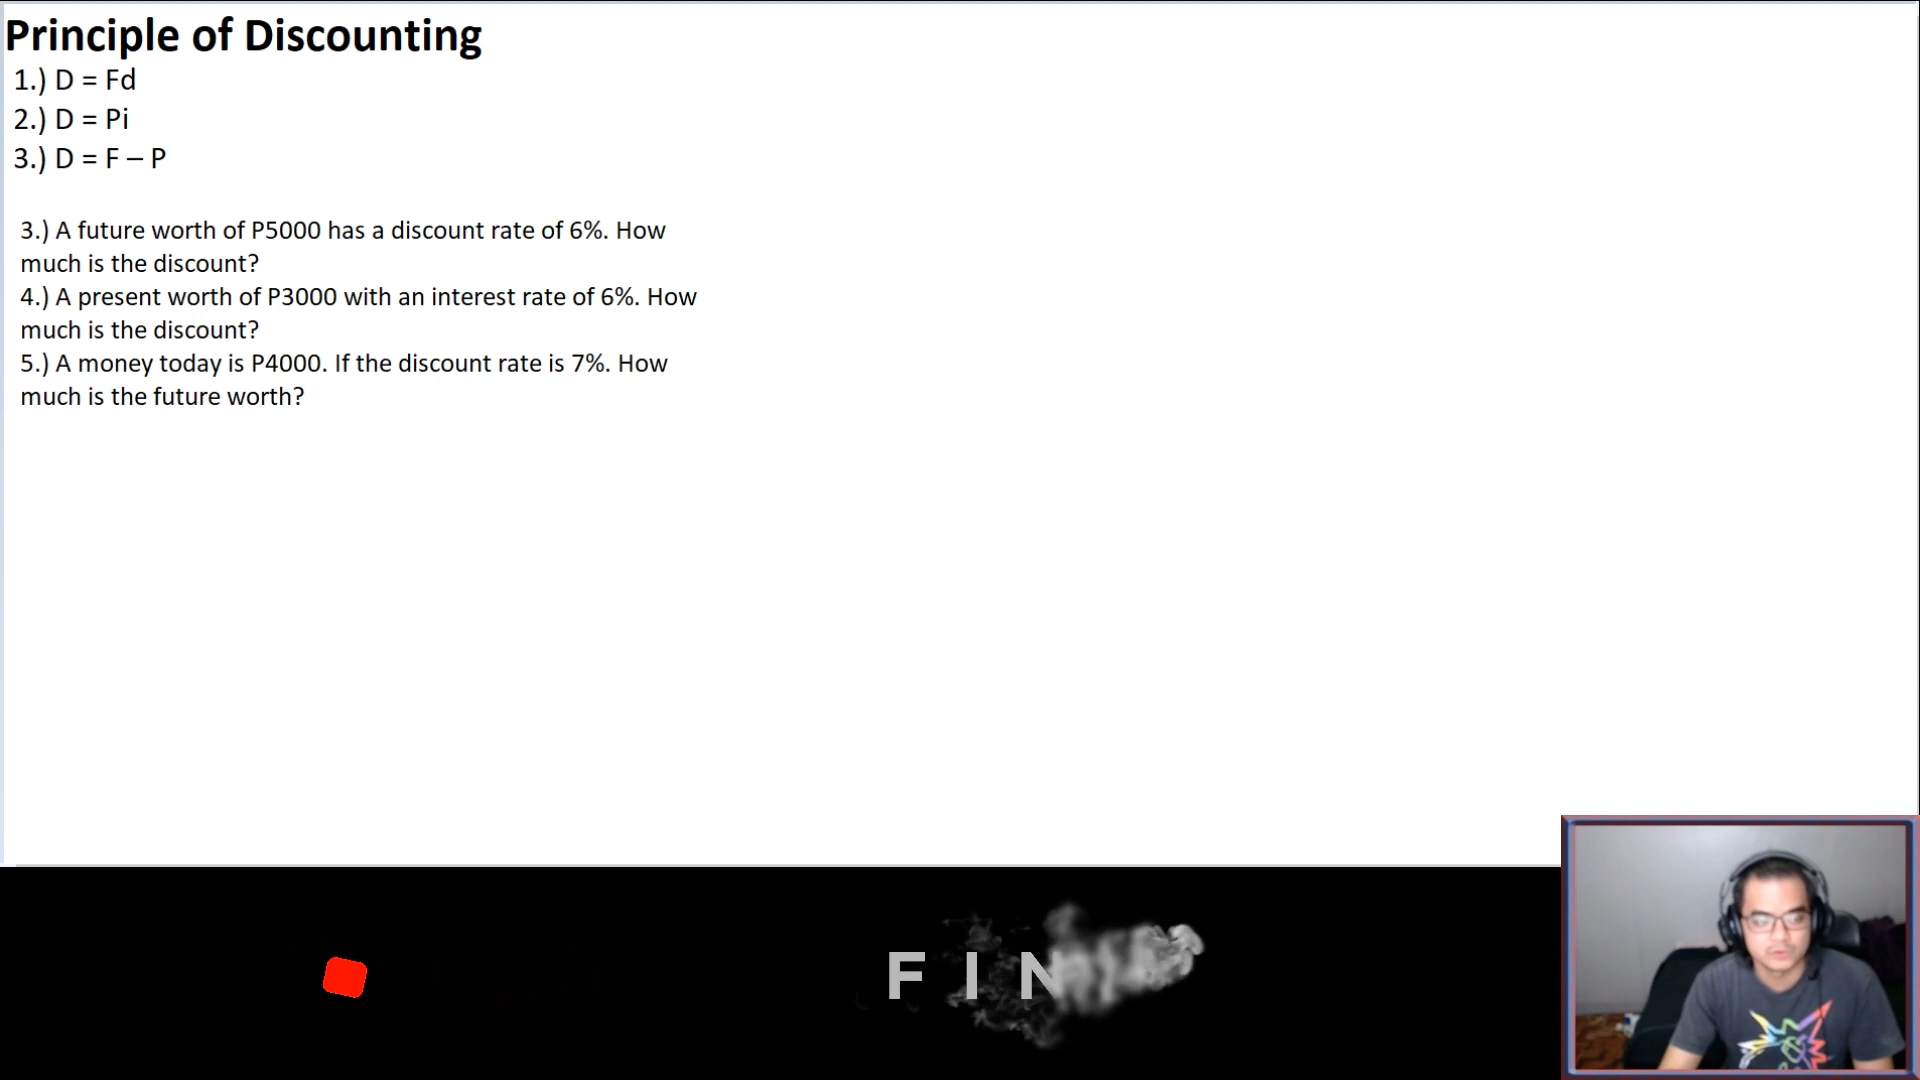 Principle of Discounting
1.) D = Fd
2.) D = Pi
3.) D = F – P
3.) A future worth of P5000 has a discount rate of 6%. How
much is the discount?
4.) A present worth of P3000 with an interest rate of 6%. How
much is the discount?
5.) A money today is P4000. If the discount rate is 7%. How
much is the future worth?
F I N